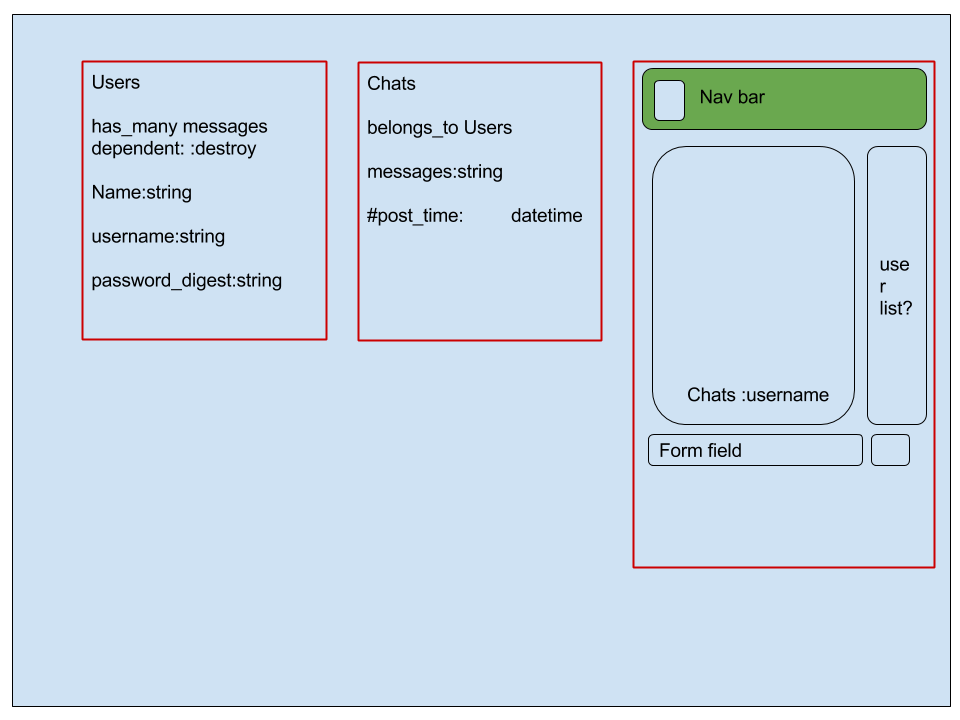 Users
has_many messages
dependent: :destroy
Name:string
username:string
password_digest:string
Chats
belongs_to Users
messages:string
#post_time: datetime
Nav bar
use
r
list?
Chats :username
Form field